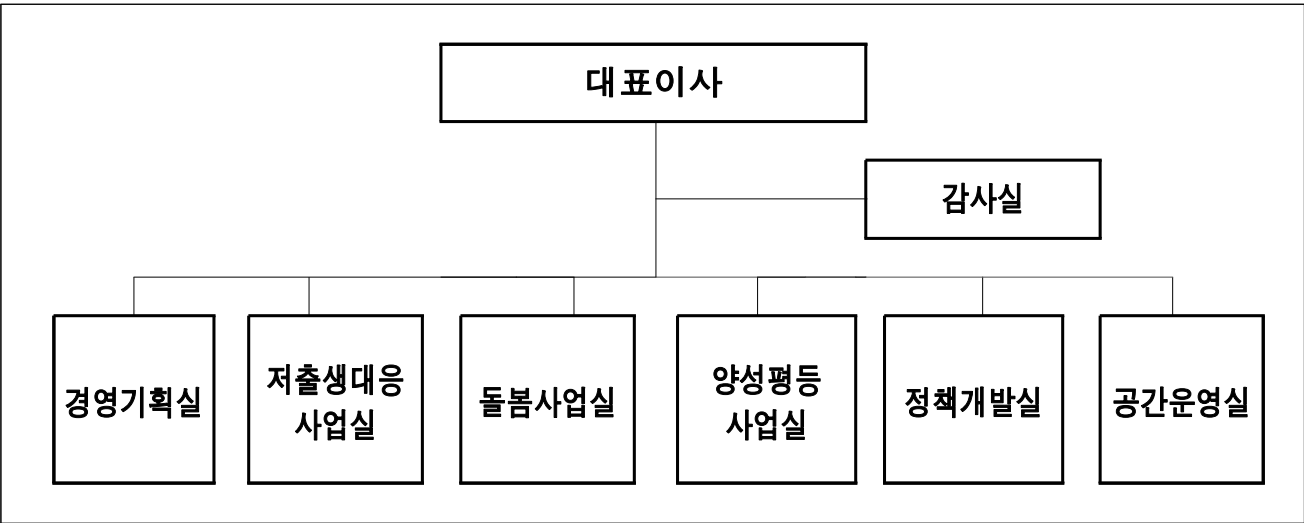 대표이사
감사실
경영기획실
저출생대응
사업실
돌봄사업실
양성평등
사업실
정책개발실
공간운영실